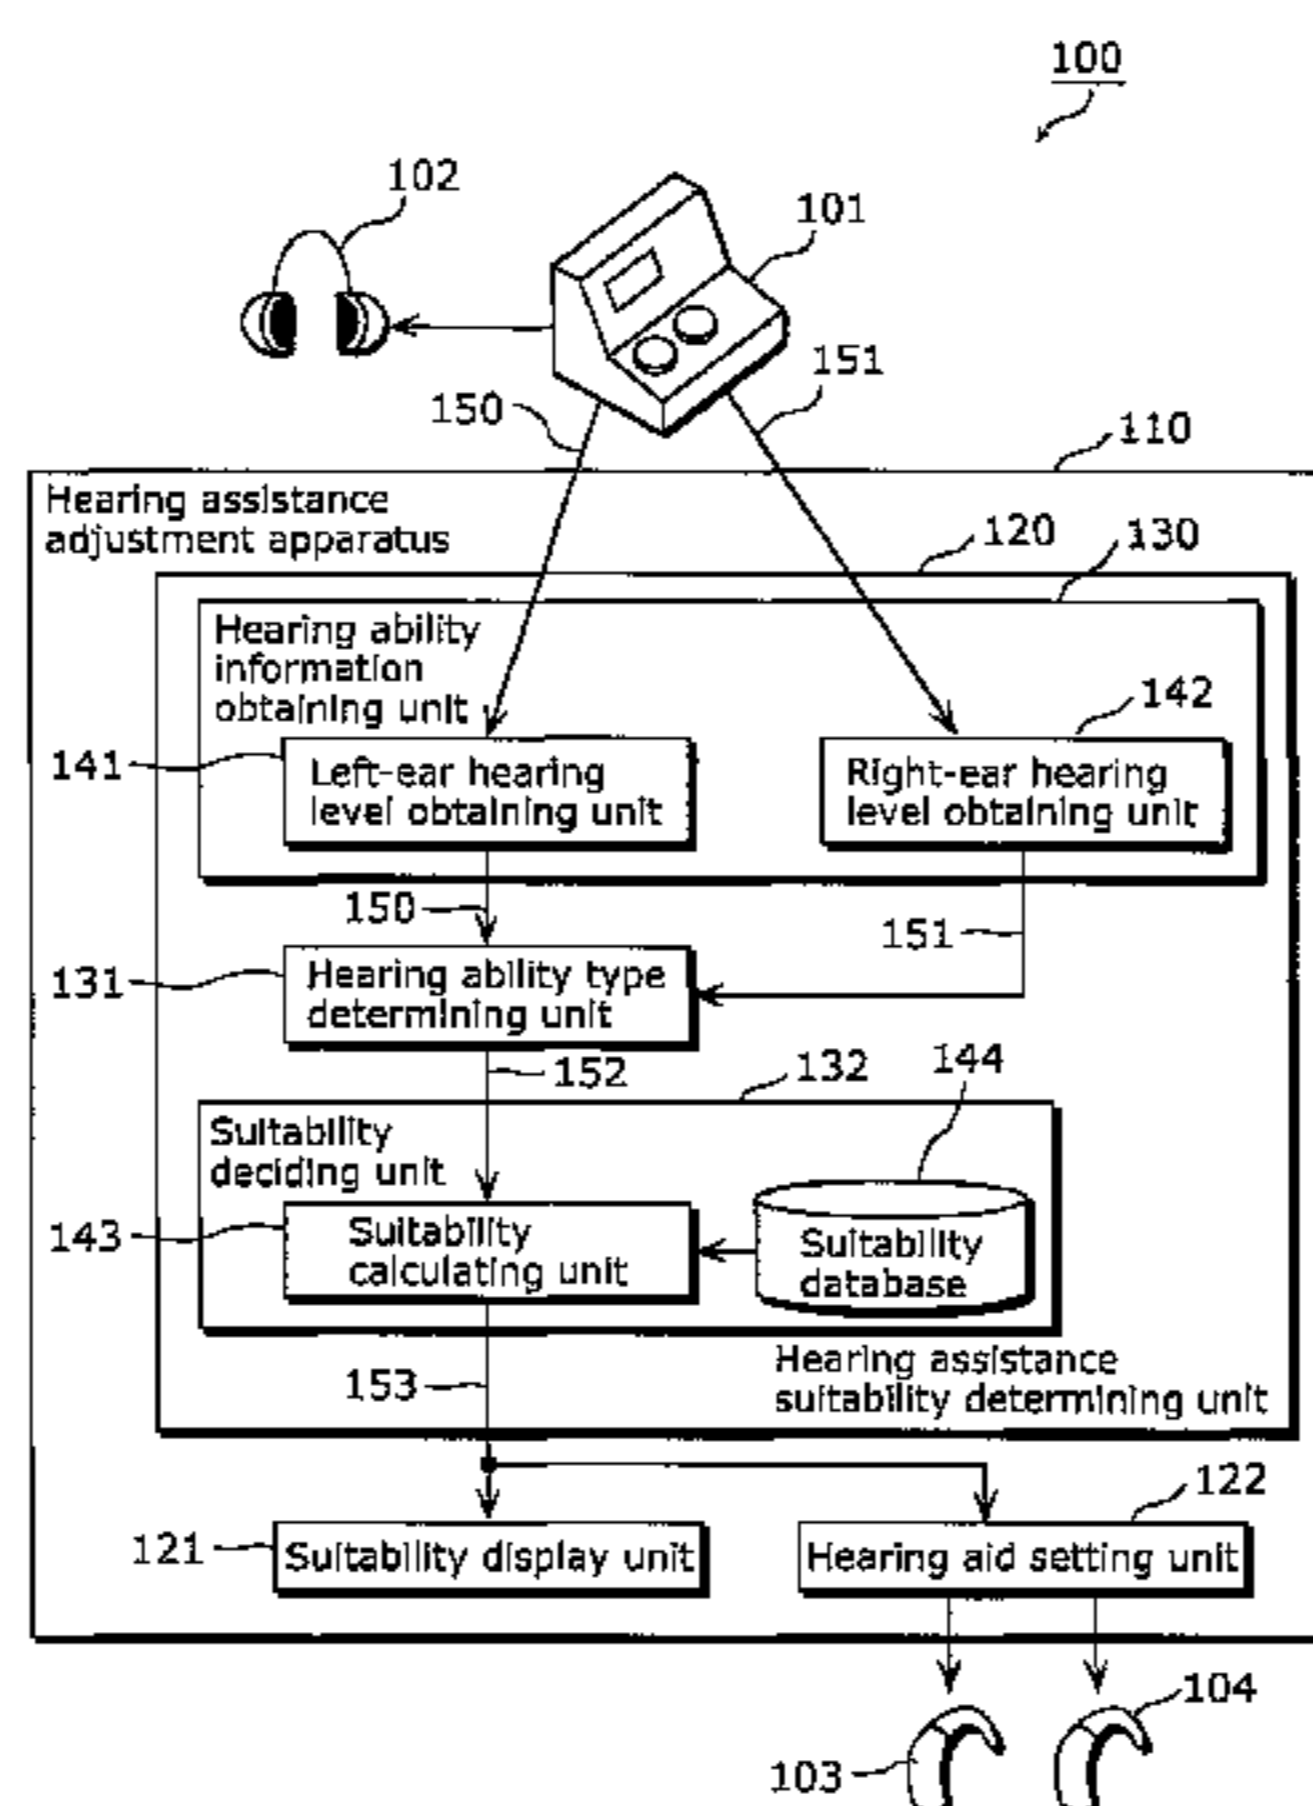 100
102
101
151
150
110
Hearing assistance
adjustment apparatus
120
130
Hearing ability
information
obtaining unit
142
141
Left-ear hearing
level obtaining unit
Right-ear hearing
level obtaining unit
150
151
131
Hearing ability type
determining unit
152
132
144
Suitability
deciding unit
143
Suitability
calculating unit
Suitability
database
153
Hearing assistance
suitability determining unit
122
121
Suitability display unit
Hearing aid setting unit
104
103